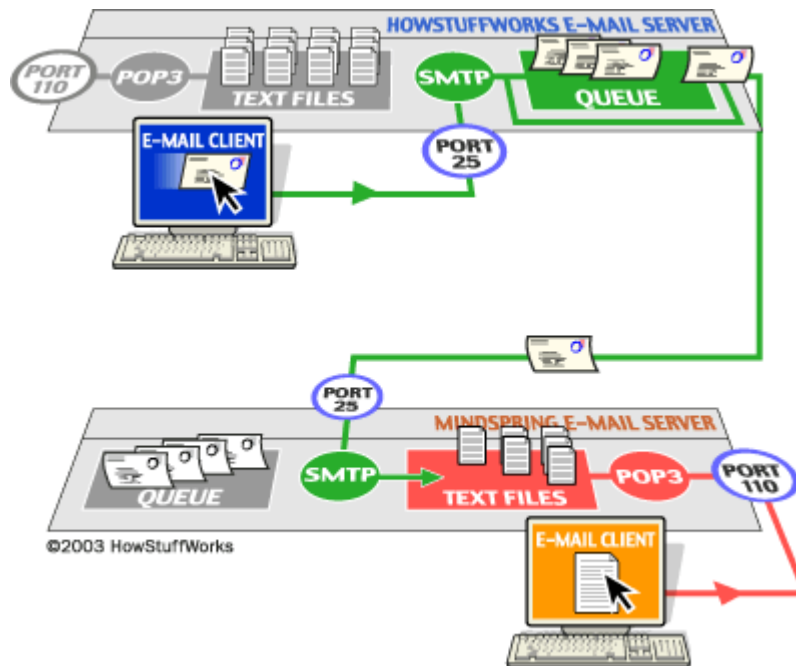 HOWSTUFFWORKS E-MAIL SERVER
PORT
110
POP3
TEXT FILES
SMTP
QUEUE
E-MAIL CLIENT
PORT
25
PORT
25
MINDSPRING E-MAIL SERVER
QUEUE
SMTP
TEXT FILES
POP3
PORT
110
©2003 HowStuffWorks
E-MAIL CLIENT